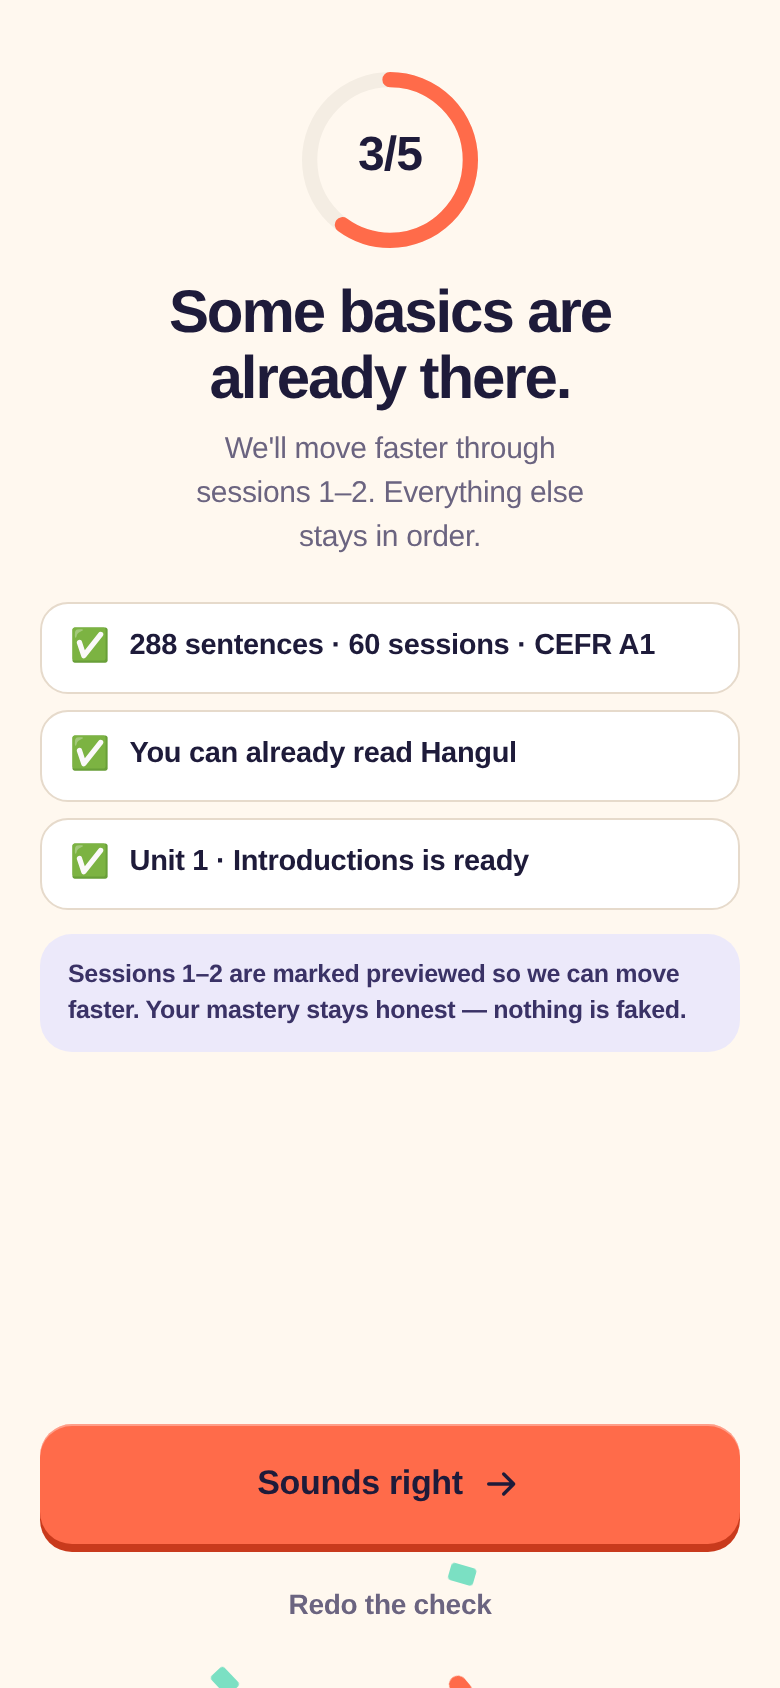 3/5
Some basics are
already there.
We'll move faster through
sessions 1–2. Everything else
stays in order.
288 sentences · 60 sessions · CEFR A1
You can already read Hangul
Unit 1 · Introductions is ready
Sessions 1–2 are marked previewed so we can move
faster. Your mastery stays honest — nothing is faked.
Sounds right →
Redo the check